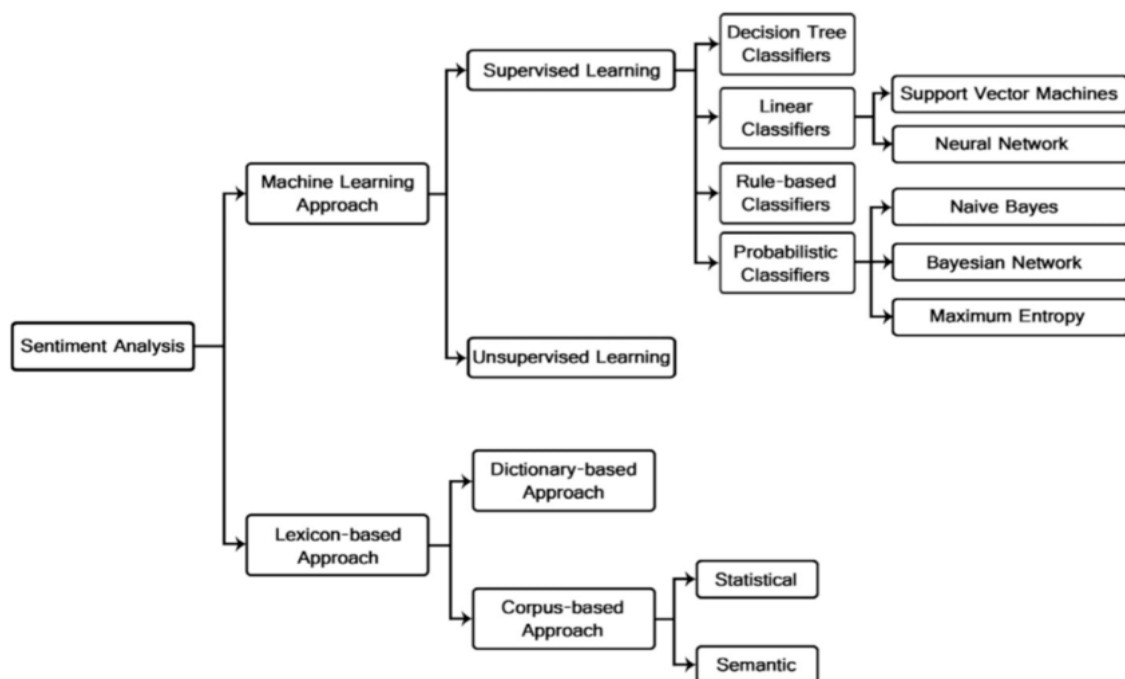 Decision Tree
Classifiers
Supervised Learning
Linear
Classifiers
Support Vector Machines
Neural Network
Machine Learning
Approach
Rule-based
Classifiers
Naive Bayes
Probabilistic
Classifiers
Bayesian Network
Maximum Entropy
Sentiment Analysis
Unsupervised Learning
Dictionary-based
Approach
Lexicon-based
Approach
Statistical
Corpus-based
Approach
Semantic